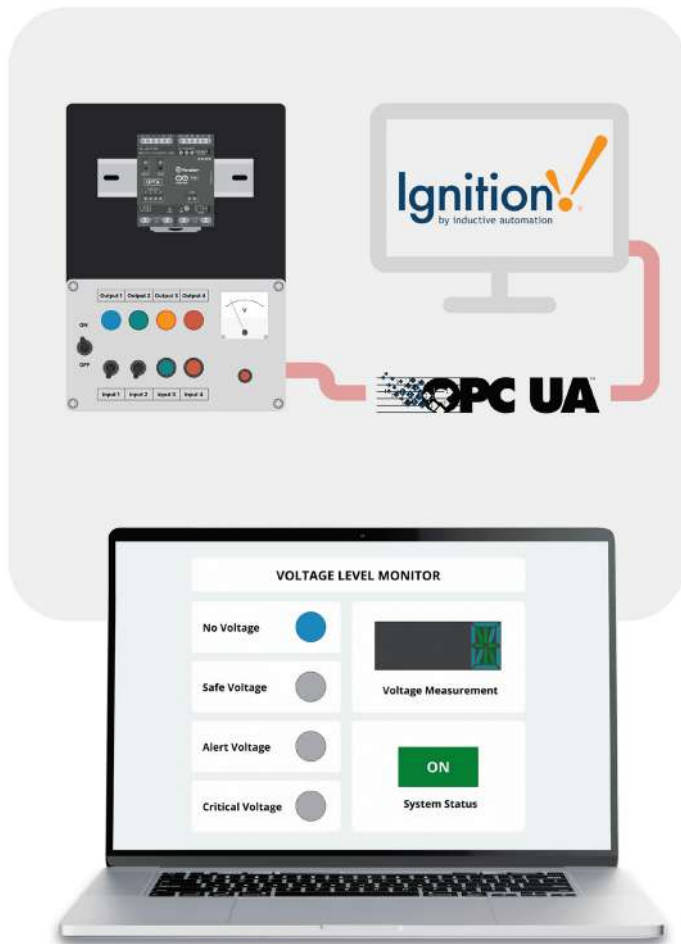 OPTA
Ignition!
by inductive automation
Output 1 Output 2 Output 3 Output 4
V
ON
OFF
Input 1 Input 2 Input 3 Input 4
OPC UA
VOLTAGE LEVEL MONITOR
No Voltage
Safe Voltage
Voltage Measurement
Alert Voltage
ON
Critical Voltage
System Status